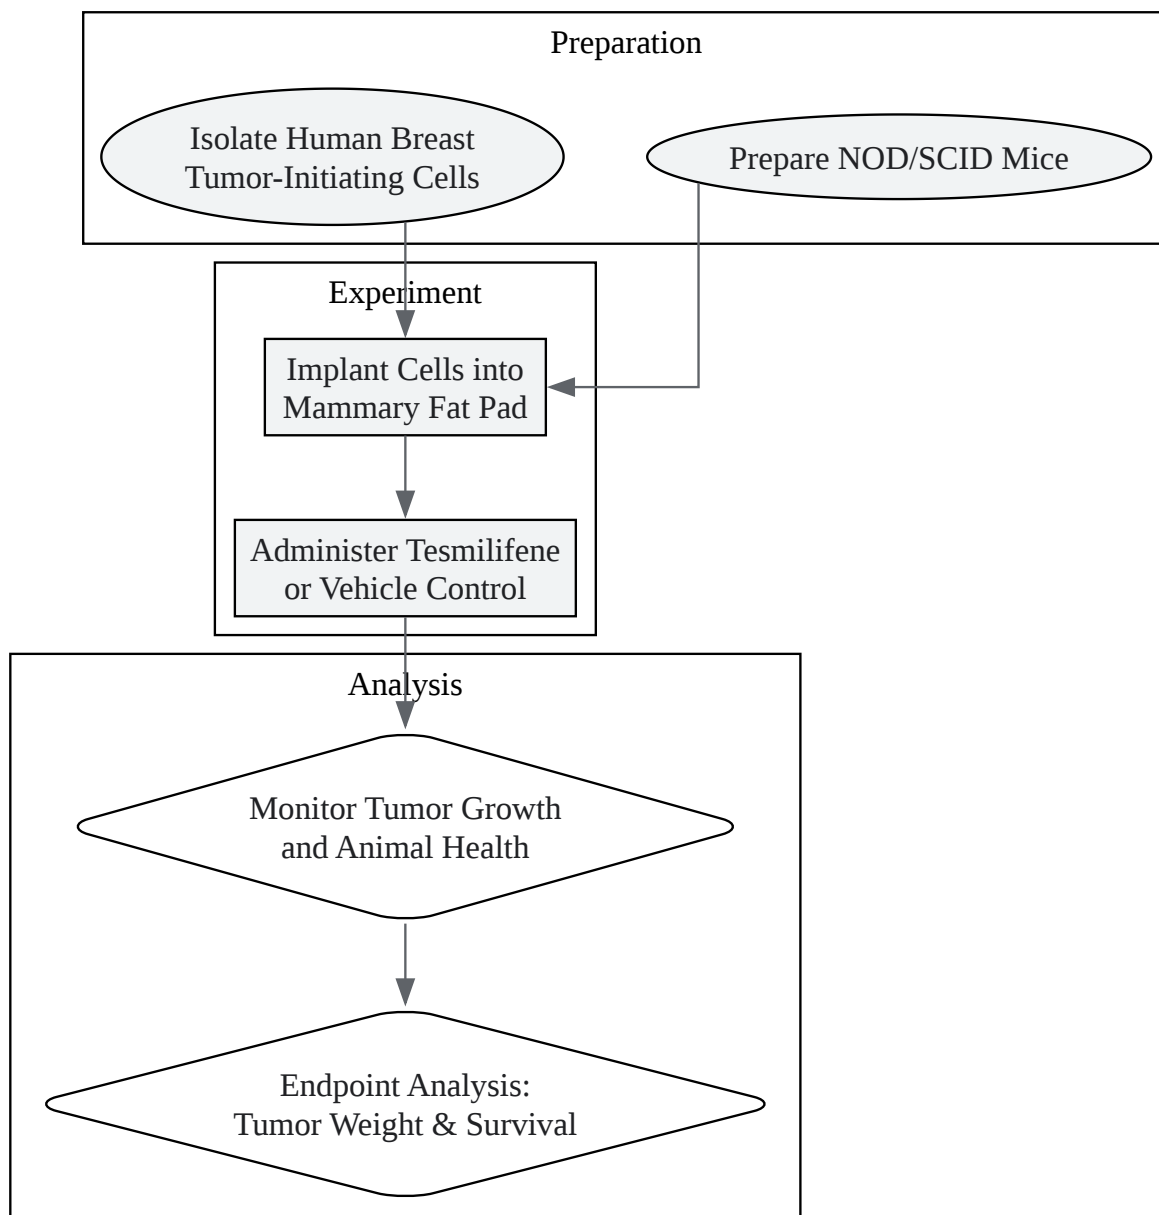 Preparation
Isolate Human Breast
Tumor-Initiating Cells
Prepare NOD/SCID Mice
Experiment
Implant Cells into
Mammary Fat Pad
Administer Tesmilifene
or Vehicle Control
Analysis
Monitor Tumor Growth
and Animal Health
Endpoint Analysis:
Tumor Weight & Survival